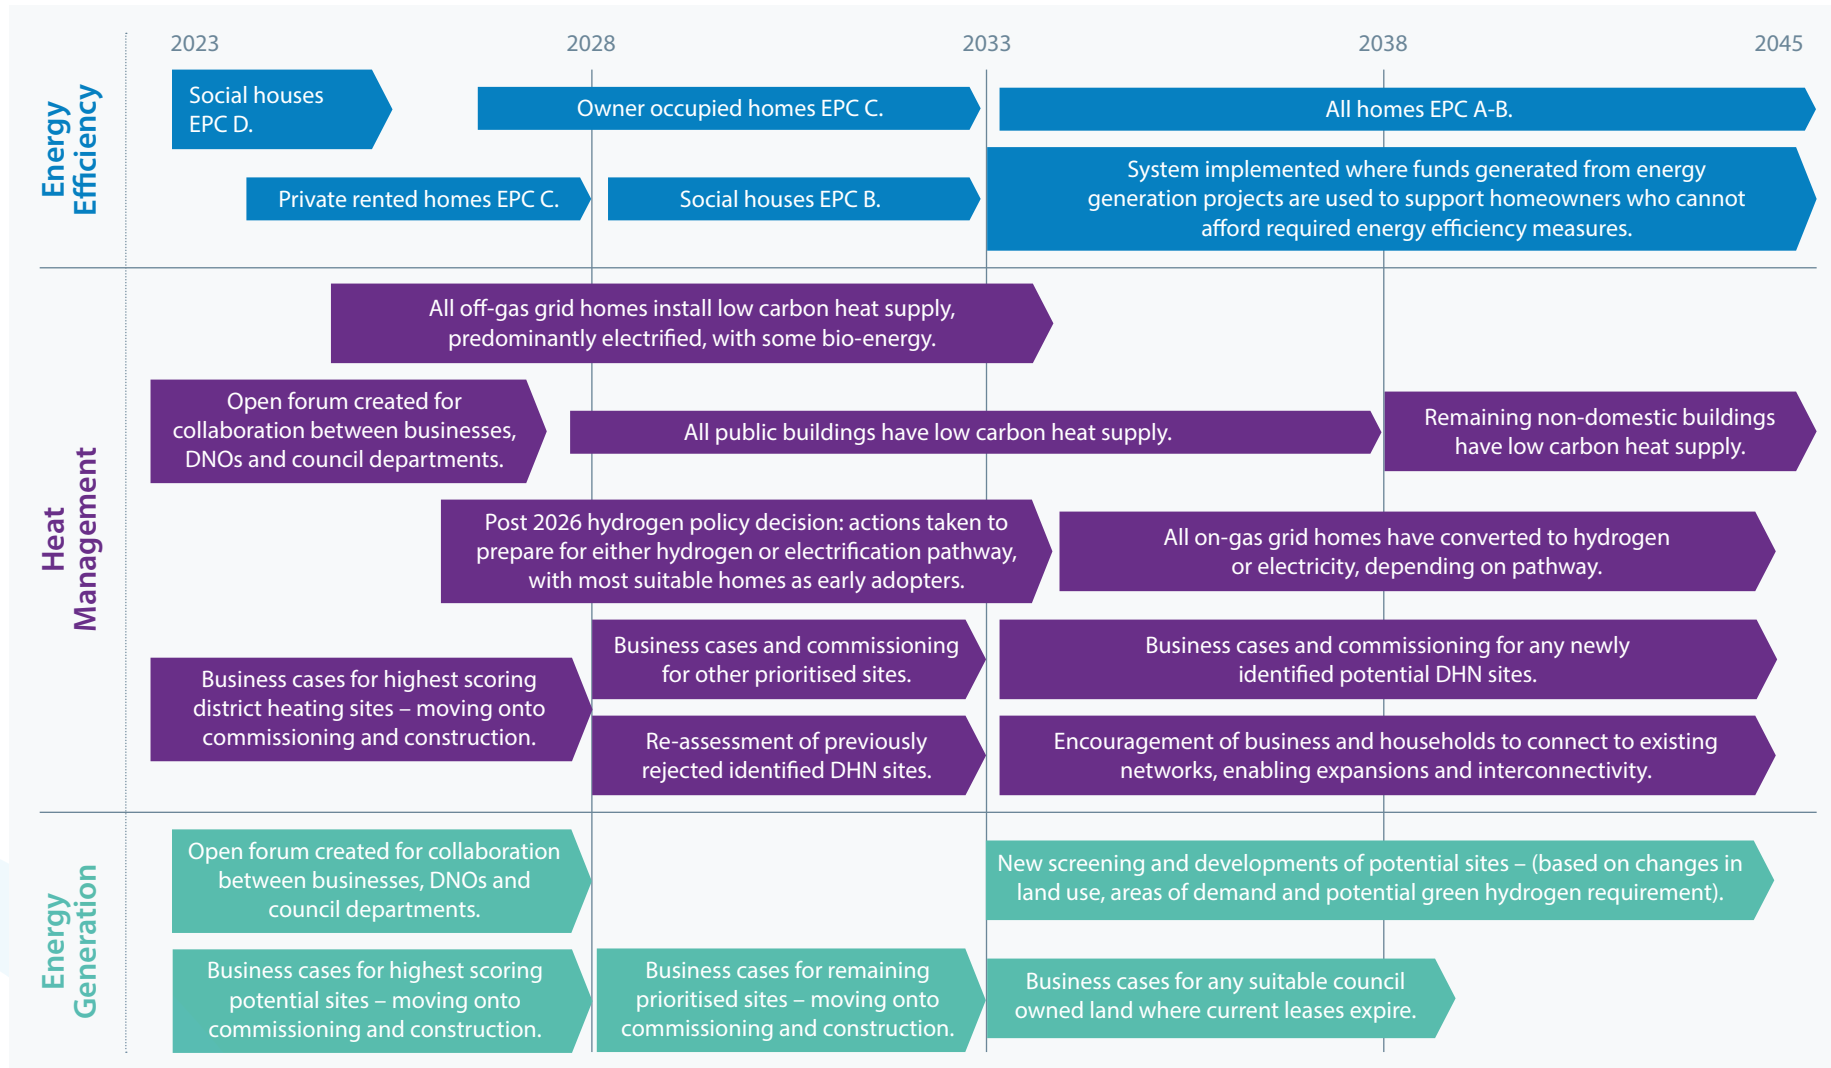 2023
2028
2033
2038
2045
Energy
Efficiency
Social houses
EPC D.
Owner occupied homes EPC C.
All homes EPC A-B.
Private rented homes EPC C.
Social houses EPC B.
System implemented where funds generated from energy
generation projects are used to support homeowners who cannot
afford required energy efficiency measures.
Heat
Management
All off-gas grid homes install low carbon heat supply,
predominantly electrified, with some bio-energy.
Open forum created for
collaboration between businesses,
DNOs and council departments.
All public buildings have low carbon heat supply.
Remaining non-domestic buildings
have low carbon heat supply.
Post 2026 hydrogen policy decision: actions taken to
prepare for either hydrogen or electrification pathway,
with most suitable homes as early adopters.
All on-gas grid homes have converted to hydrogen
or electricity, depending on pathway.
Business cases for highest scoring
district heating sites – moving onto
commissioning and construction.
Business cases and commissioning
for other prioritised sites.
Business cases and commissioning for any newly
identified potential DHN sites.
Re-assessment of previously
rejected identified DHN sites.
Encouragement of business and households to connect to existing
networks, enabling expansions and interconnectivity.
Energy
Generation
Open forum created for collaboration
between businesses, DNOs and
council departments.
New screening and developments of potential sites – (based on changes in
land use, areas of demand and potential green hydrogen requirement).
Business cases for highest scoring
potential sites – moving onto
commissioning and construction.
Business cases for remaining
prioritised sites – moving onto
commissioning and construction.
Business cases for any suitable council
owned land where current leases expire.